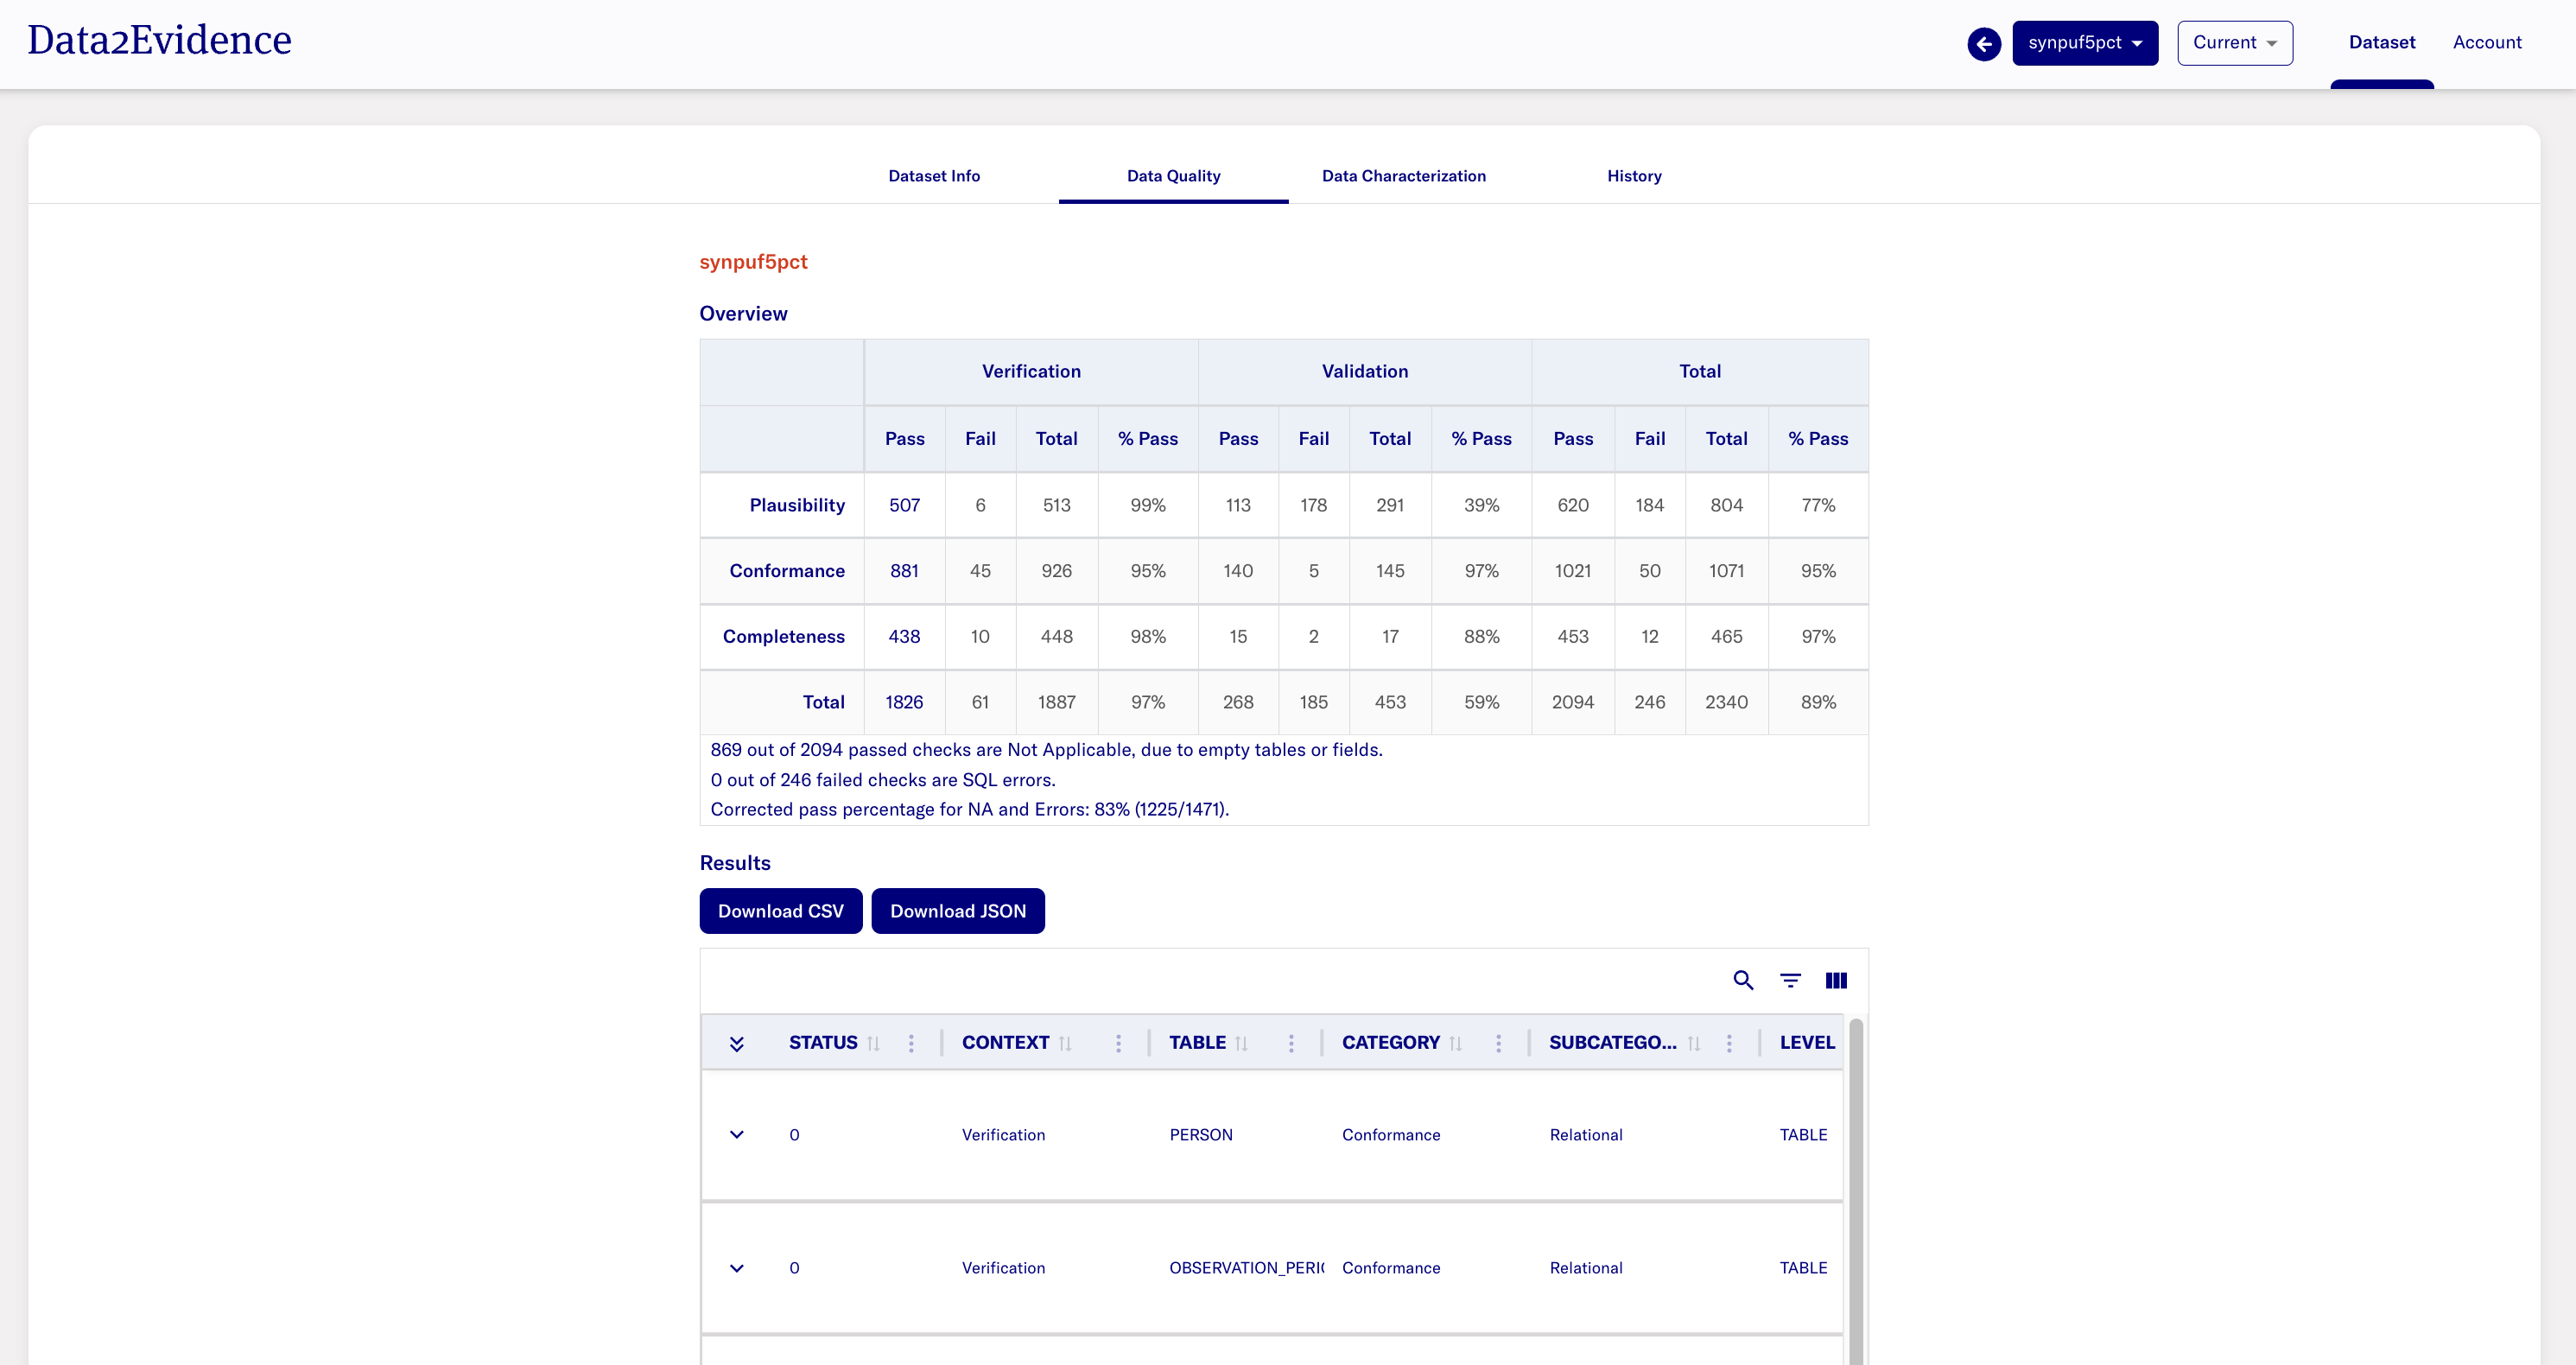 Data2Evidence
synpuf5pct
Current
Dataset
Account
Dataset Info
Data Quality
Data Characterization
History
synpuf5pct
Overview
Verification Validation Total
Pass Fail Total % Pass Pass Fail Total % Pass Pass Fail Total % Pass
Plausibility 507 6 513 99% 113 178 291 39% 620 184 804 77%
Conformance 881 45 926 95% 140 5 145 97% 1021 50 1071 95%
Completeness 438 10 448 98% 15 2 17 88% 453 12 465 97%
Total 1826 61 1887 97% 268 185 453 59% 2094 246 2340 89%
869 out of 2094 passed checks are Not Applicable, due to empty tables or fields.
0 out of 246 failed checks are SQL errors.
Corrected pass percentage for NA and Errors: 83% (1225/1471).
Results
Download CSV
Download JSON
STATUS CONTEXT TABLE CATEGORY SUBCATEGO... LEVEL
0 Verification PERSON Conformance Relational TABLE
0 Verification OBSERVATION_PERI Conformance Relational TABLE